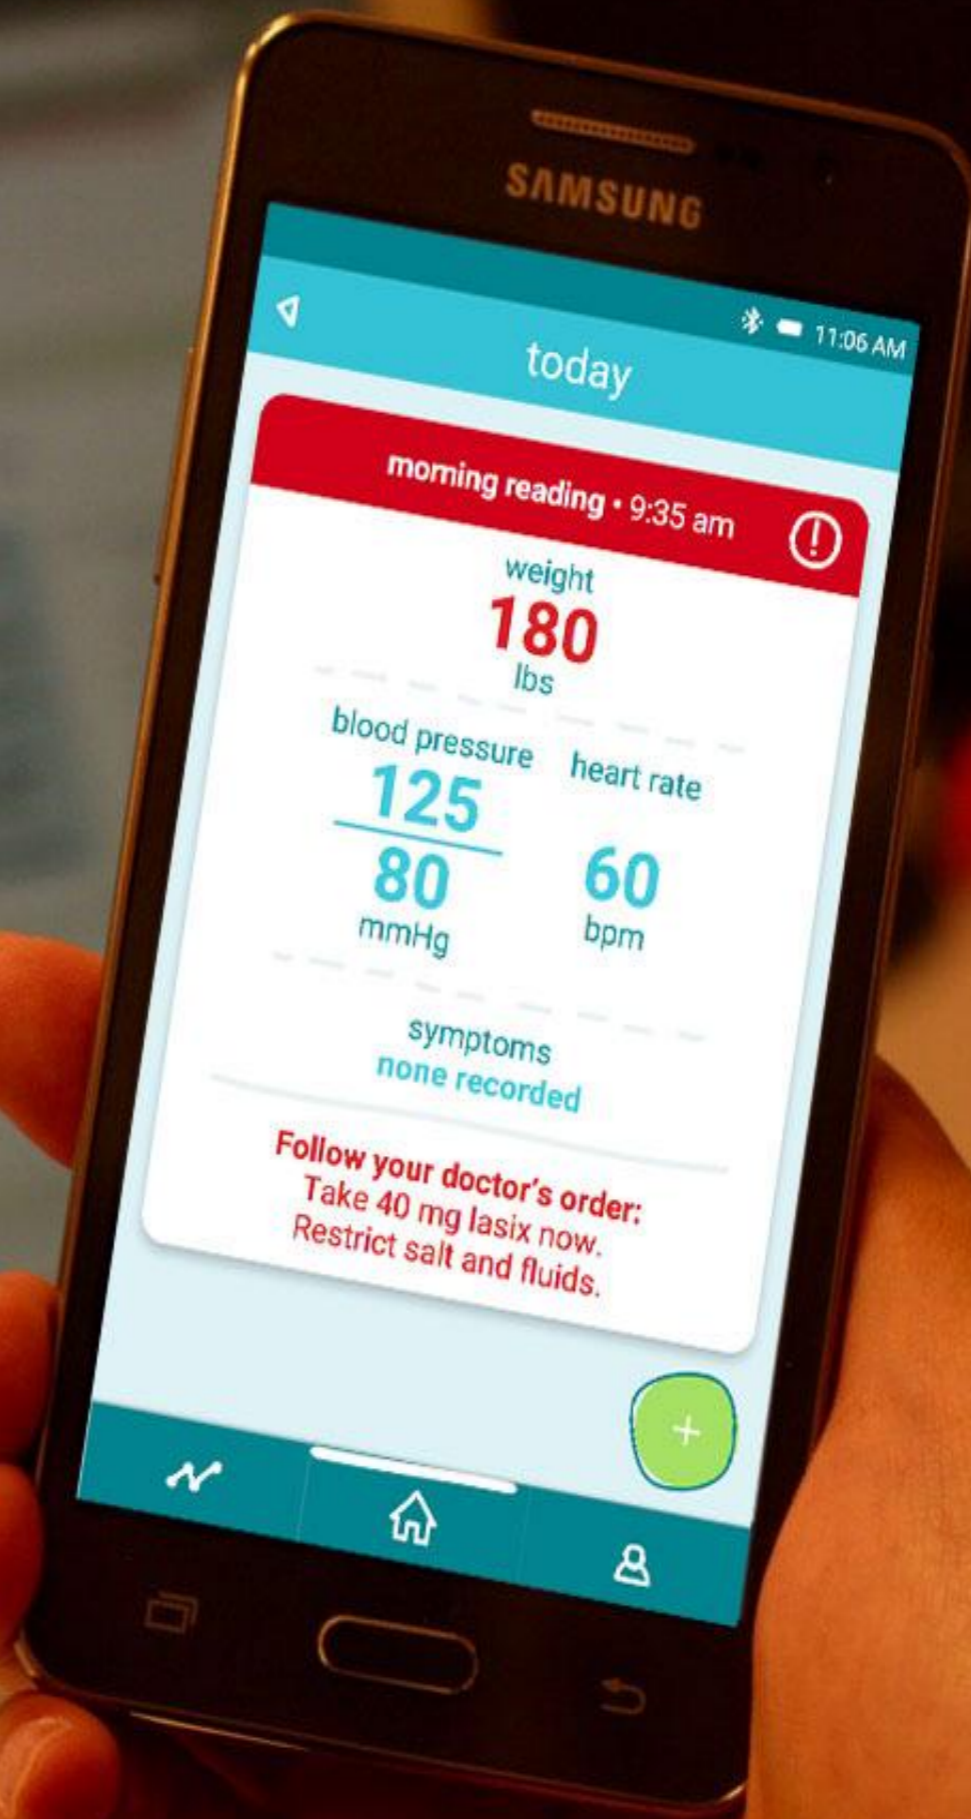 SAMSUNG
11:06 AM
today
morning reading • 9:35 am
weight
180
lbs
blood pressure heart rate
125
80 60
mmHg bpm
symptoms
none recorded
Follow your doctor's order:
Take 40 mg lasix now.
Restrict salt and fluids.